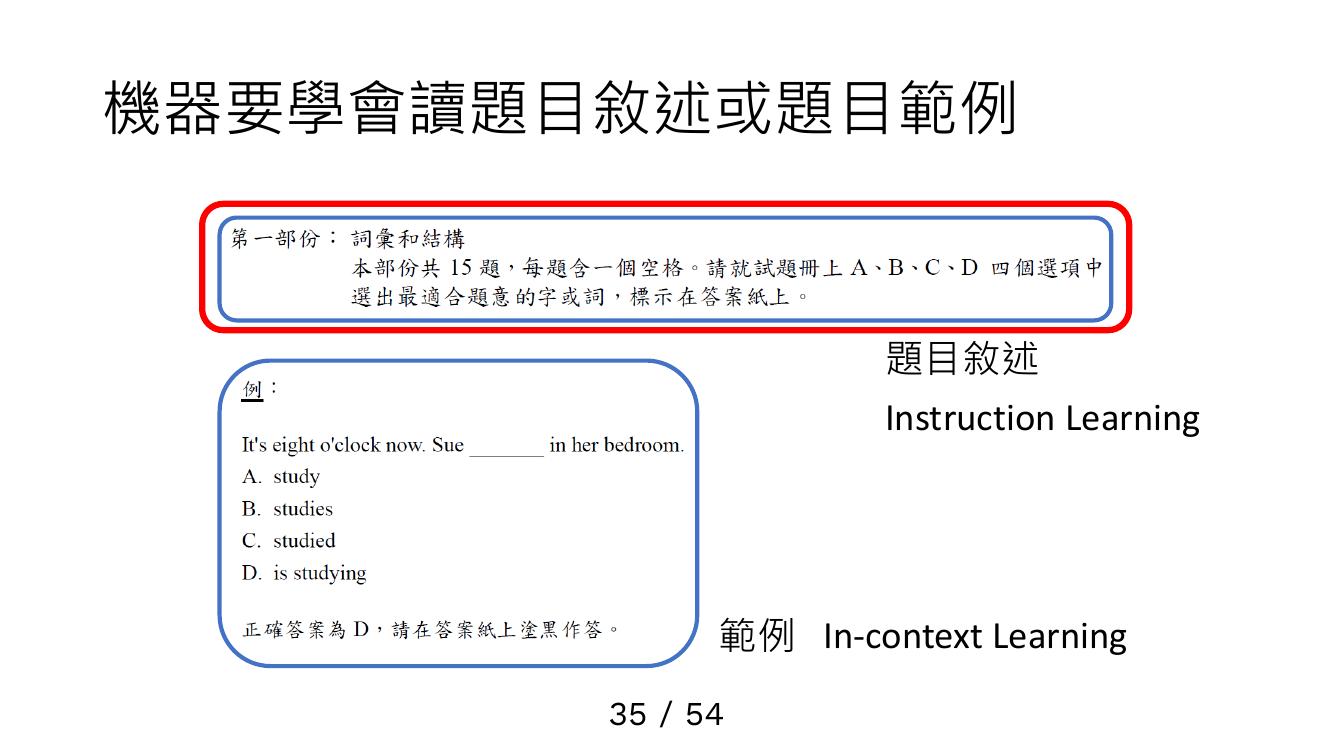 機器要學會讀題目敘述或題目範例
第一部份： 詞彙和結構
本部份共 15 題，每題含一個空格。請就試題冊上 A、B、C、D 四個選項中
選出最適合題意的字或詞，標示在答案紙上。
題目敘述
Instruction Learning
例：
It's eight o'clock now. Sue _______ in her bedroom.
A. study
B. studies
C. studied
D. is studying
正確答案為 D，請在答案紙上塗黑作答。
範例 In-context Learning
35 / 54